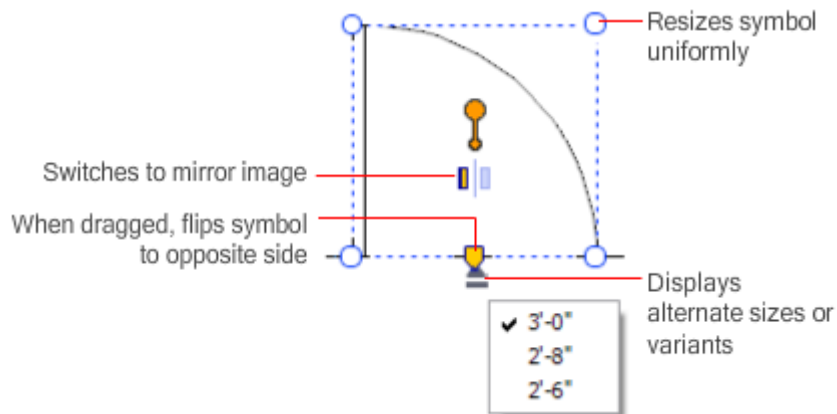 Resizes symbol
uniformly
Switches to mirror image
When dragged, flips symbol
to opposite side
Displays
alternate sizes or
variants
3'-0"
2'-8"
2'-6"